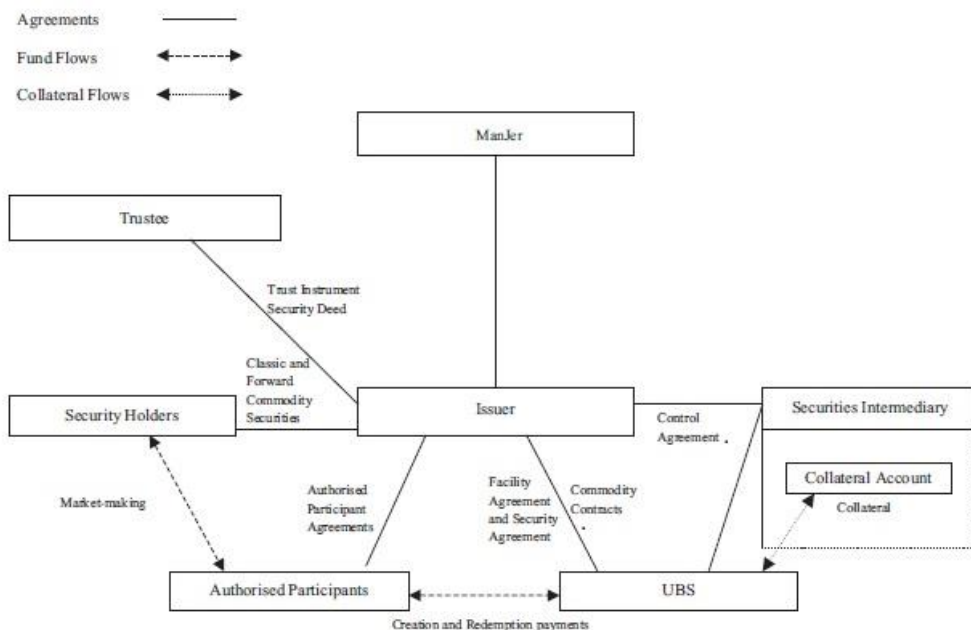 Agreements
Fund Flows
Collateral Flows
ManJer
Trustee
Trust Instrument
Security Deed
Classic and
Forward
Commodity
Securities
Security Holders
Issuer
Securities Intermediary
Control
Agreement
Collateral Account
Collateral
Market-making
Authorised
Participant
Agreements
Facility
Agreement
and Security
Agreement
Commodity
Contracts
Authorised Participants
UBS
Creation and Redemption payments